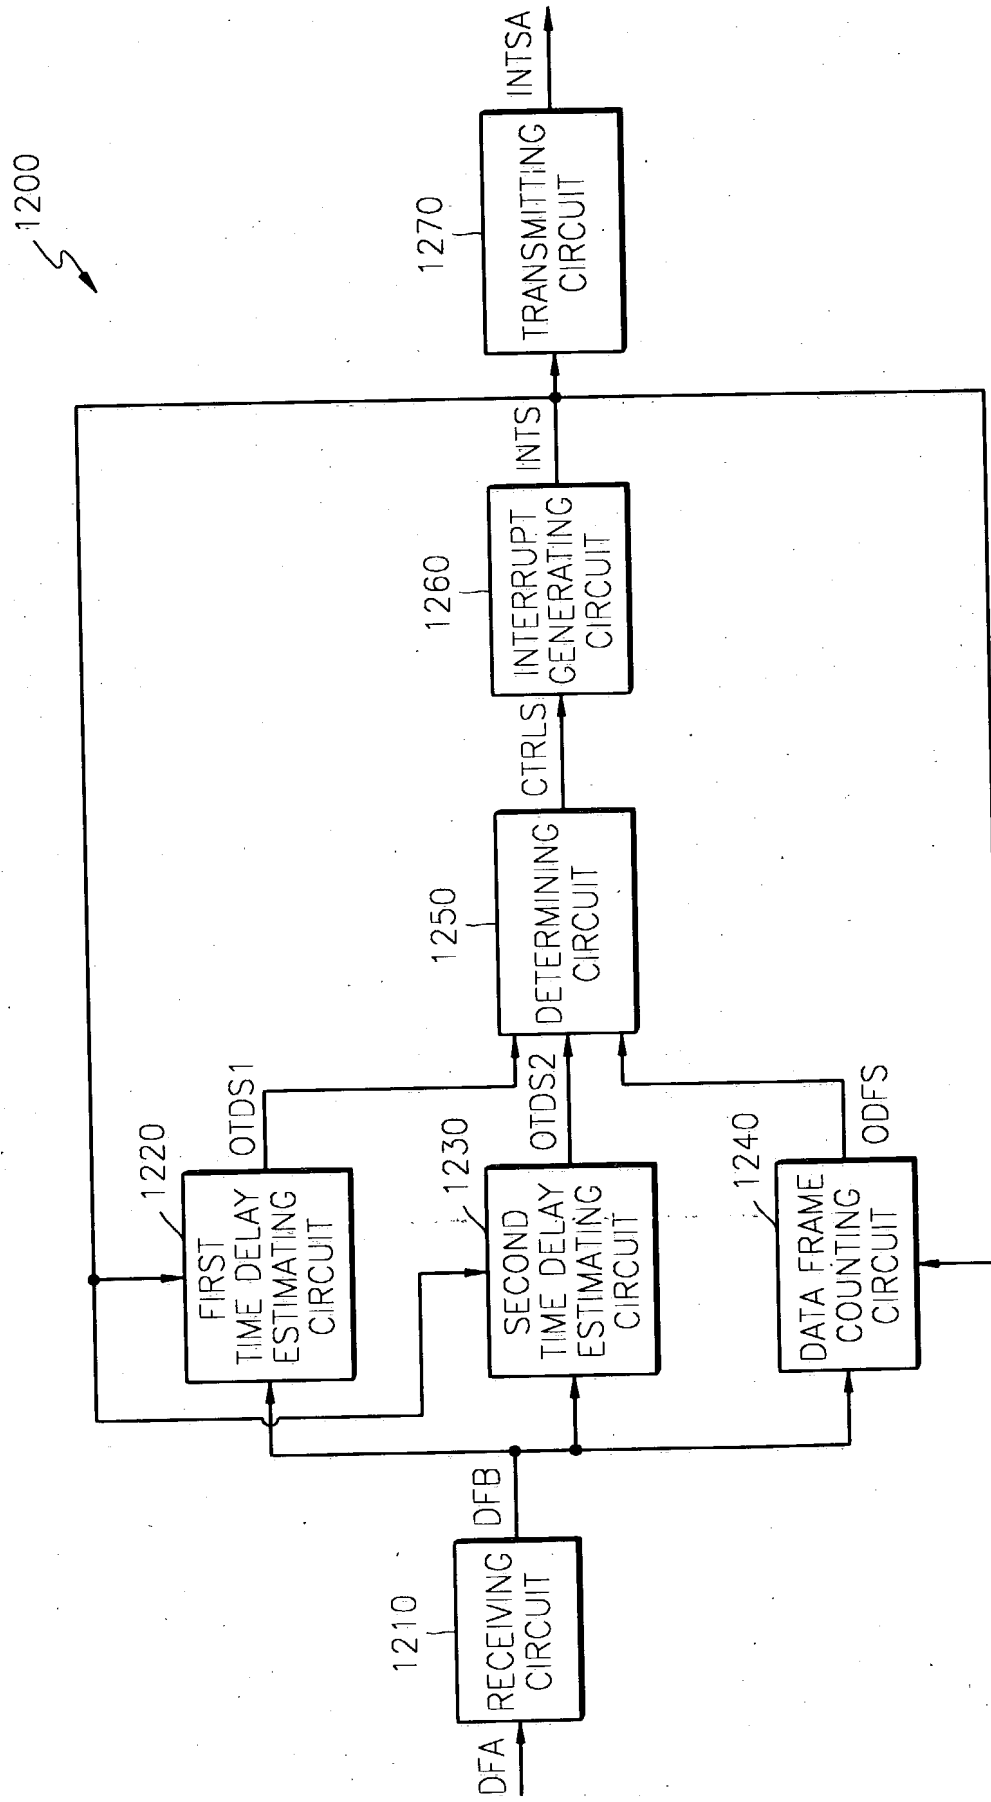 1200
DFA
1210
RECEIVING
CIRCUIT
DFB
1220
FIRST
TIME DELAY
ESTIMATING
CIRCUIT
OTDS1
1230
SECOND
TIME DELAY
ESTIMATING
CIRCUIT
OTDS2
1240
DATA FRAME
COUNTING
CIRCUIT
ODFS
1250
DETERMINING
CIRCUIT
CTRLS
1260
INTERRUPT
GENERATING
CIRCUIT
INTS
1270
TRANSMITTING
CIRCUIT
INTSA